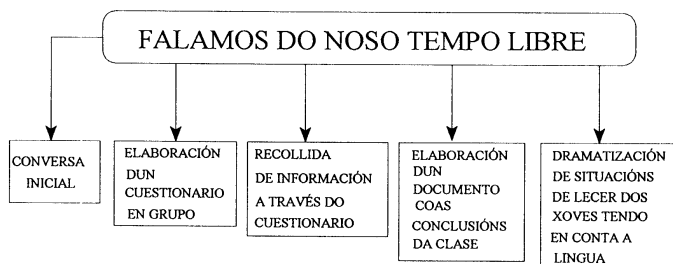 FALAMOS DO NOSO TEMPO LIBRE
CONVERSA
INICIAL
ELABORACIÓN
DUN
CUESTIONARIO
EN GRUPO
RECOLLIDA
DE INFORMACIÓN
A TRAVÉS DO
CUESTIONARIO
ELABORACIÓN
DUN
DOCUMENTO
COAS
CONCLUSIÓNS
DA CLASE
DRAMATIZACIÓN
DE SITUACIÓNS
DE LECER DOS
XOVES TENDO
EN CONTA A
LINGUA